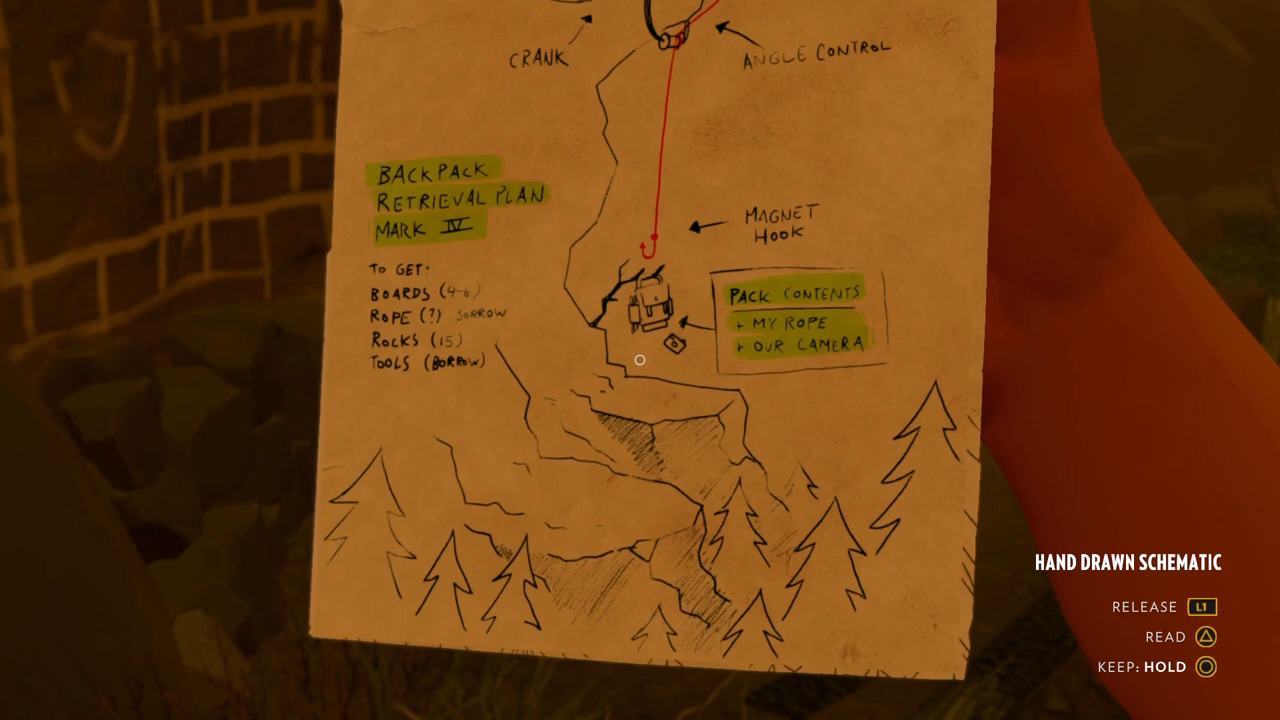 CRANK
ANGLE CONTROL
BACKPACK
RETRIEVAL PLAN
MARK IV
MAGNET
HOOK
TO GET:
BOARDS (4-6)
ROPE (?) JORROW
ROCKS (15)
TOOLS (BORROW)
PACK CONTENTS
+ MY ROPE
+ OUR CAMERA
HAND DRAWN SCHEMATIC
RELEASE L1
READ
KEEP: HOLD